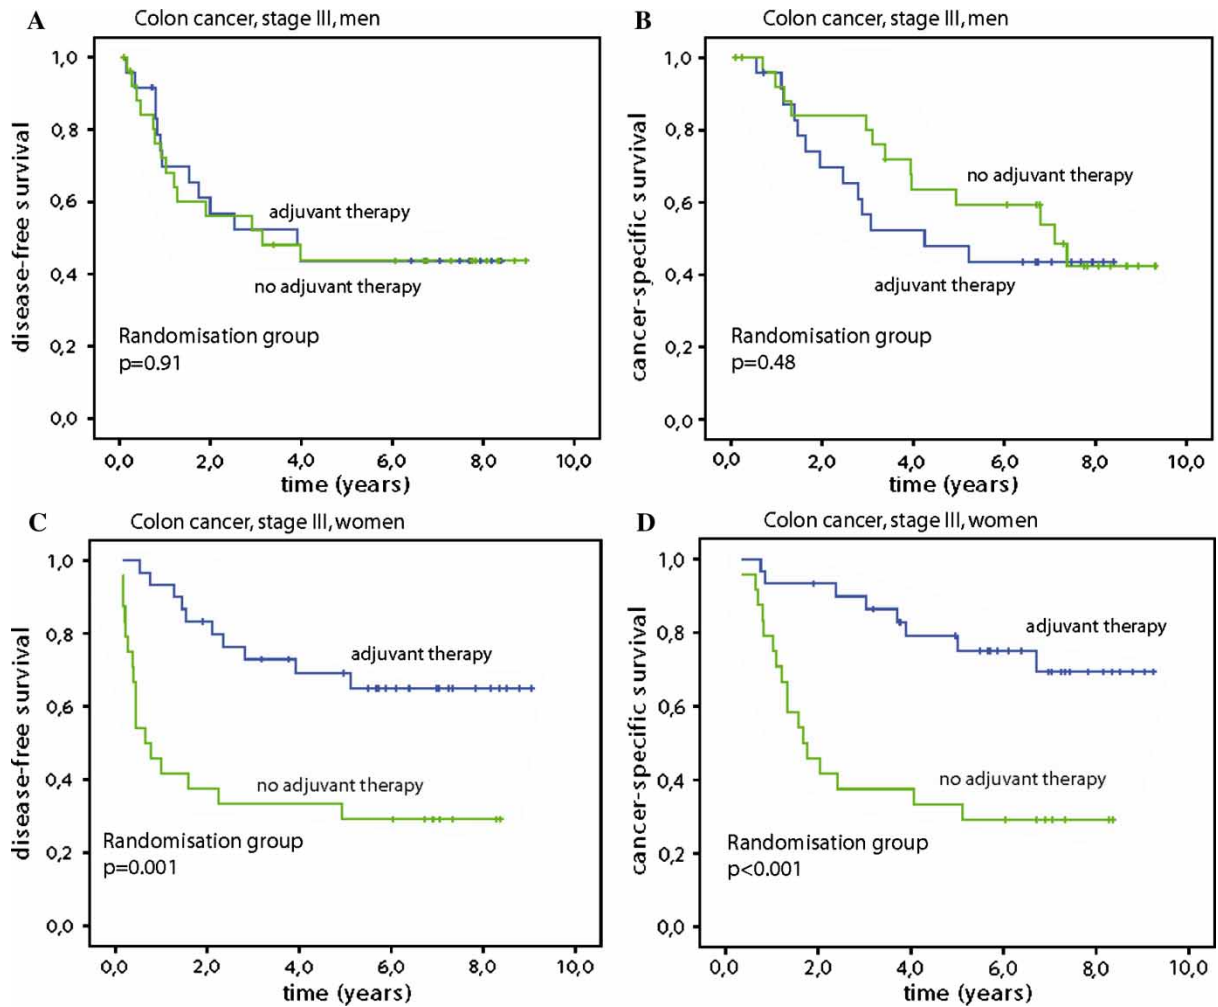 A
Colon cancer, stage III, men
disease-free survival
1,0
0,8
0,6
0,4
0,2
0,0
adjuvant therapy
no adjuvant therapy
Randomisation group
p=0.91
0,0 2,0 4,0 6,0 8,0 10,0
time (years)
B
Colon cancer, stage III, men
cancer-specific survival
1,0
0,8
0,6
0,4
0,2
0,0
no adjuvant therapy
adjuvant therapy
Randomisation group
p=0.48
0,0 2,0 4,0 6,0 8,0 10,0
time (years)
C
Colon cancer, stage III, women
disease-free survival
1,0
0,8
0,6
0,4
0,2
0,0
adjuvant therapy
no adjuvant therapy
Randomisation group
p=0.001
0,0 2,0 4,0 6,0 8,0 10,0
time (years)
D
Colon cancer, stage III, women
cancer-specific survival
1,0
0,8
0,6
0,4
0,2
0,0
adjuvant therapy
no adjuvant therapy
Randomisation group
p<0.001
0,0 2,0 4,0 6,0 8,0 10,0
time (years)